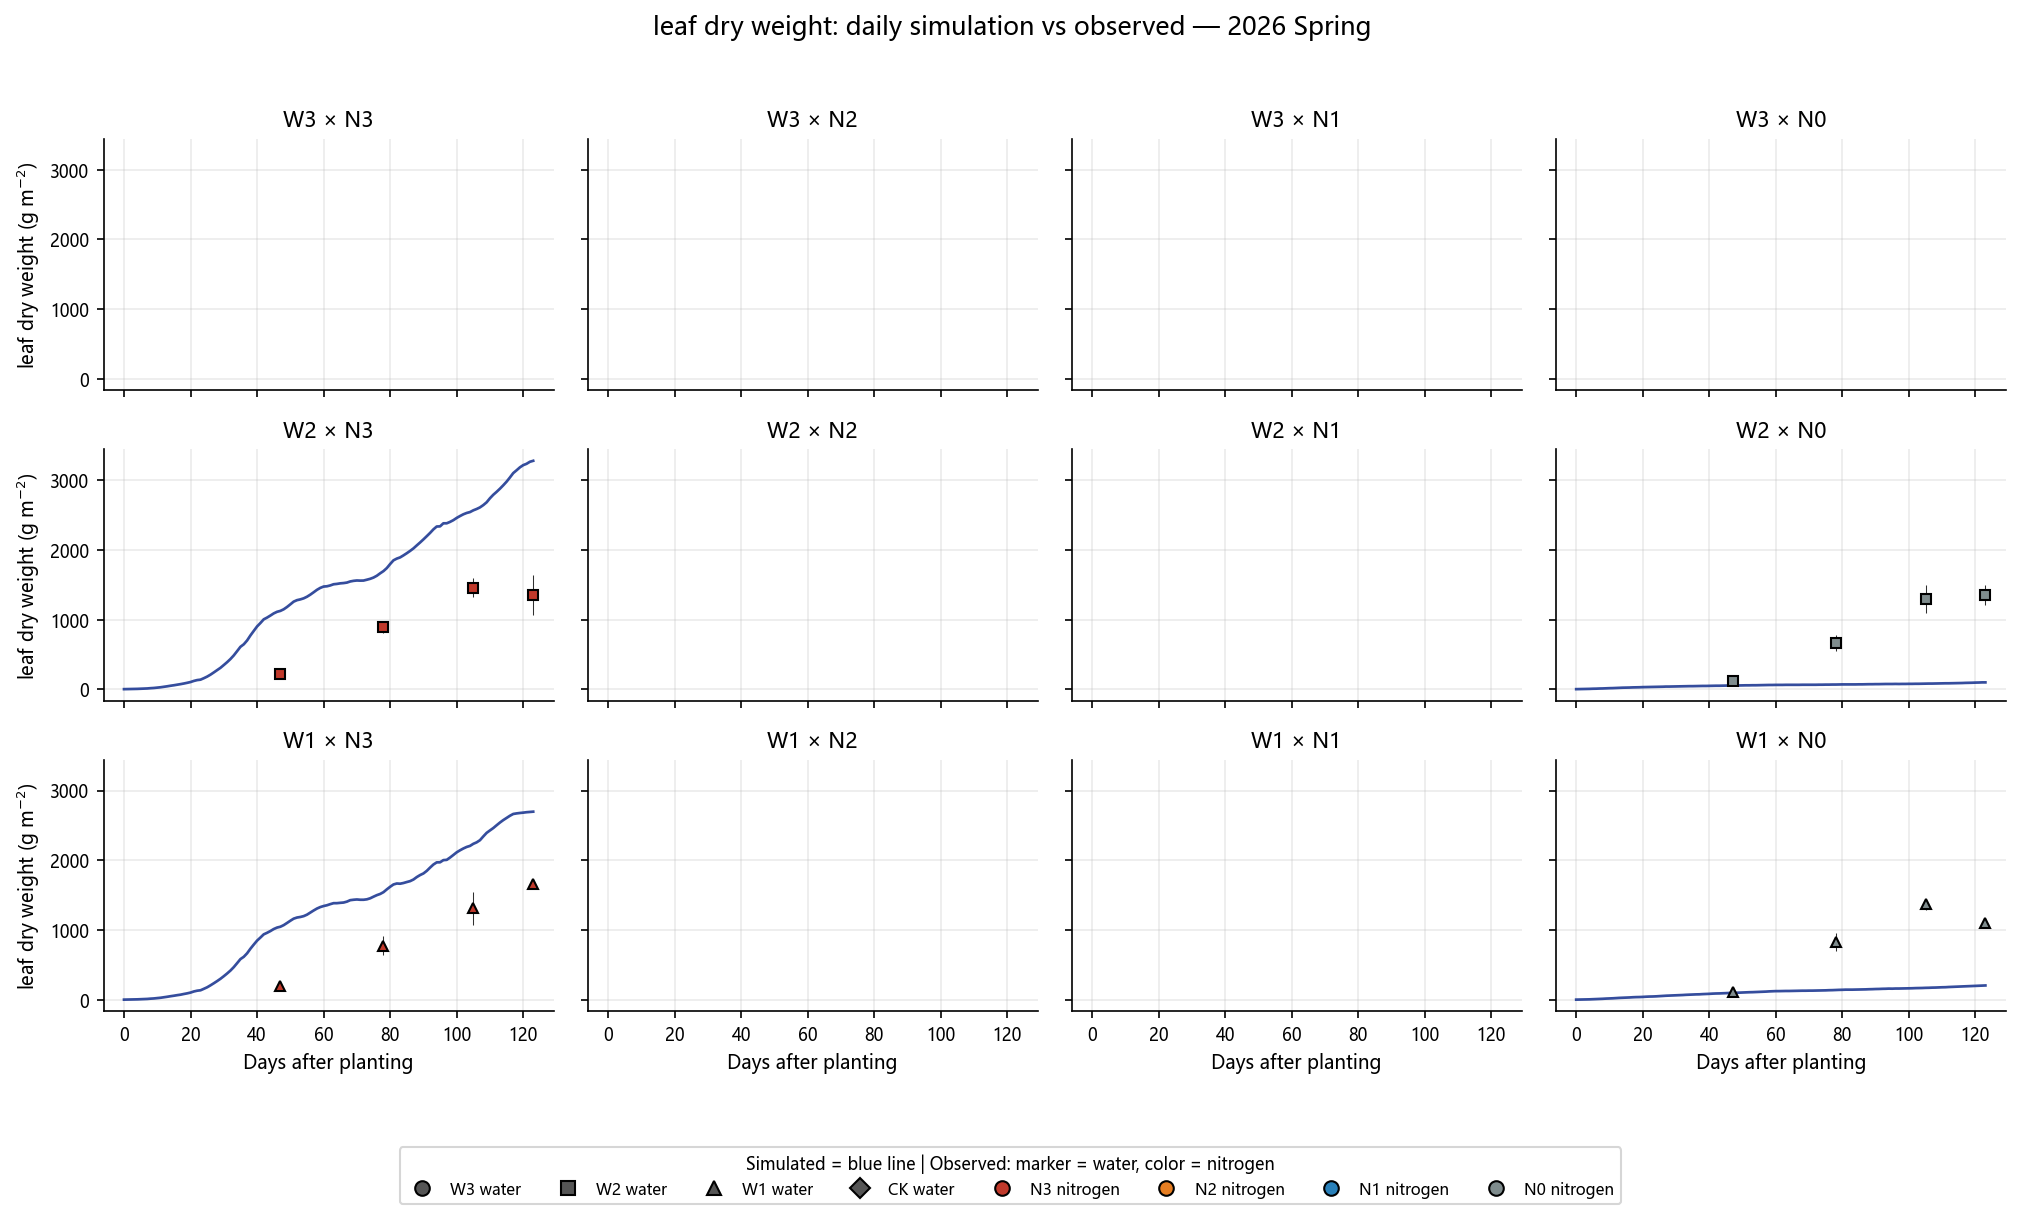 leaf dry weight: daily simulation vs observed — 2026 Spring
W3 × N3
W3 × N2
W3 × N1
W3 × N0
leaf dry weight (g m⁻²)
3000
2000
1000
0
W2 × N3
W2 × N2
W2 × N1
W2 × N0
leaf dry weight (g m⁻²)
3000
2000
1000
0
W1 × N3
W1 × N2
W1 × N1
W1 × N0
leaf dry weight (g m⁻²)
3000
2000
1000
0
0 20 40 60 80 100 120
0 20 40 60 80 100 120
0 20 40 60 80 100 120
0 20 40 60 80 100 120
Days after planting
Days after planting
Days after planting
Days after planting
Simulated = blue line | Observed: marker = water, color = nitrogen
W3 water W2 water W1 water CK water N3 nitrogen N2 nitrogen N1 nitrogen N0 nitrogen